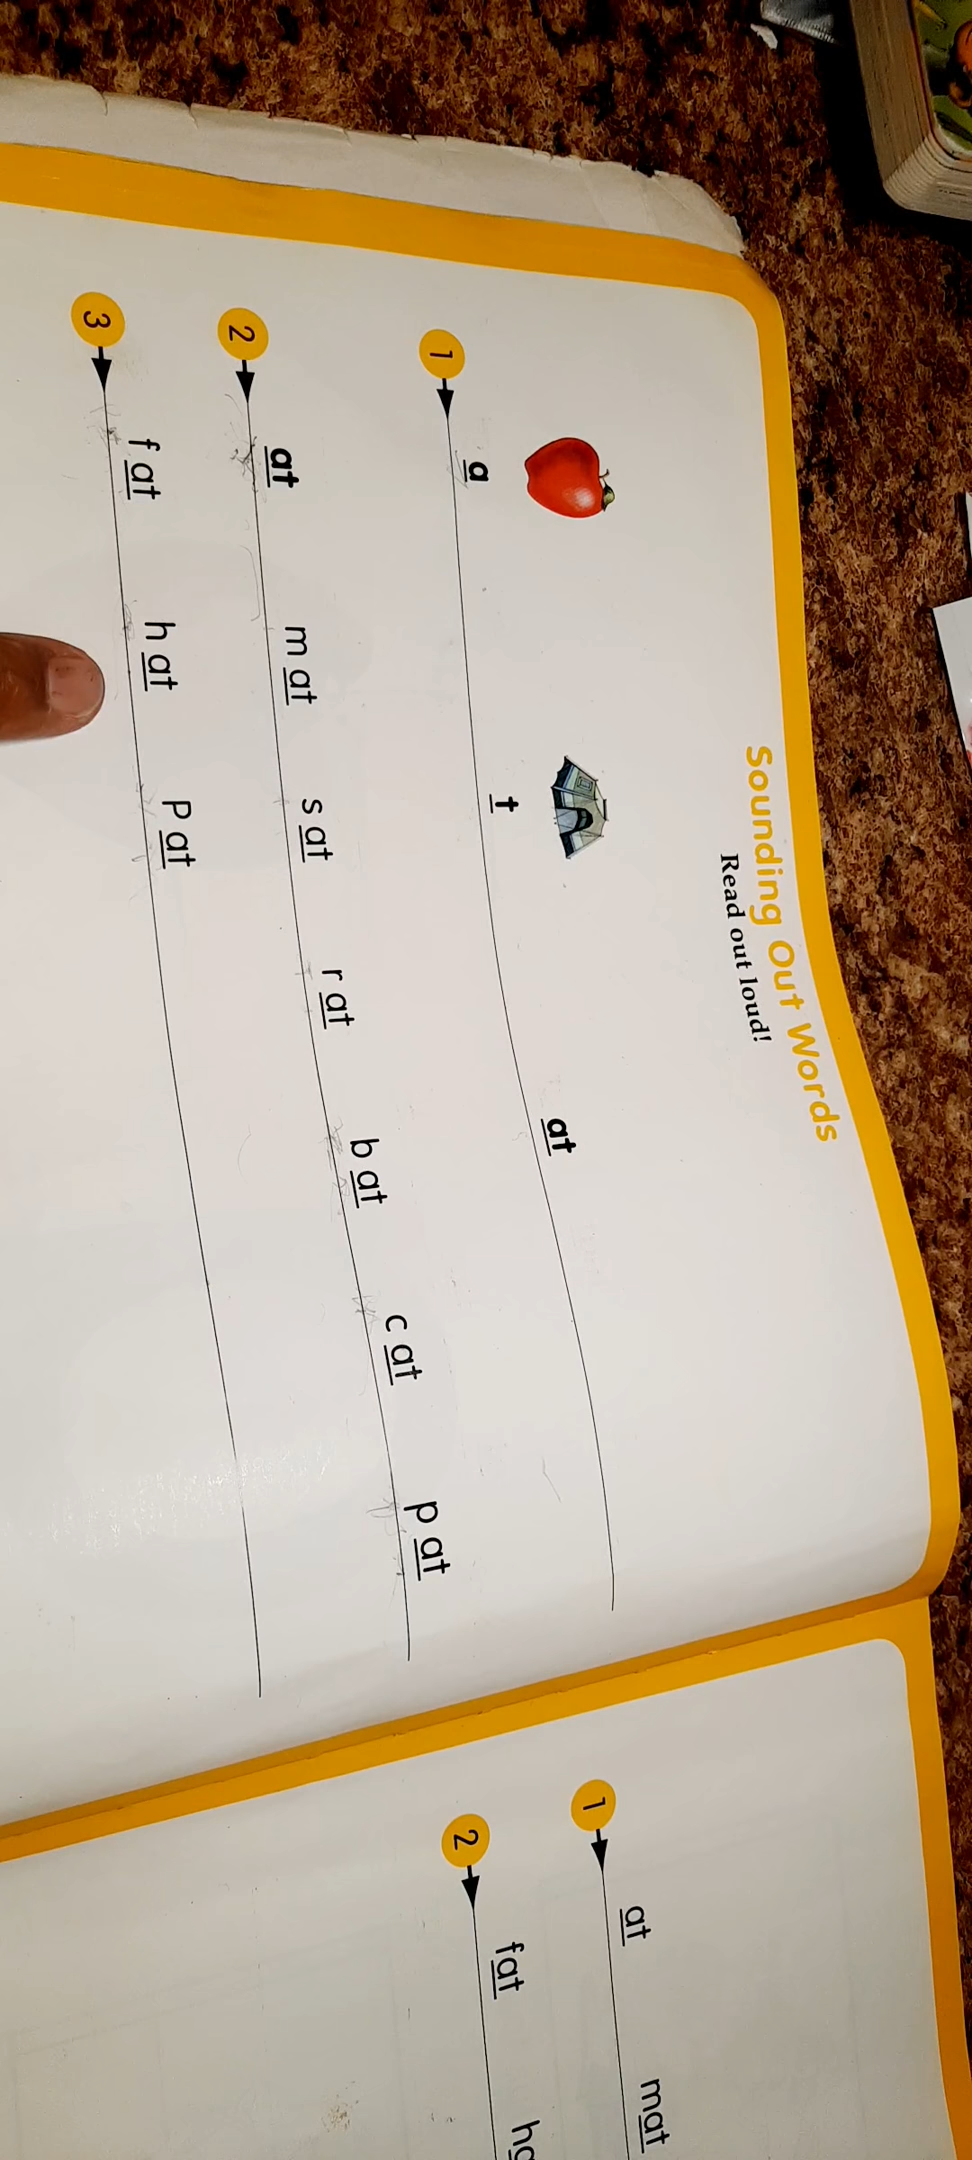 Sounding Out Words
Read out loud!
1 a t at
2 at m at s at r at b at c at p at
3 f at h at p at
1 at mat
2 fat